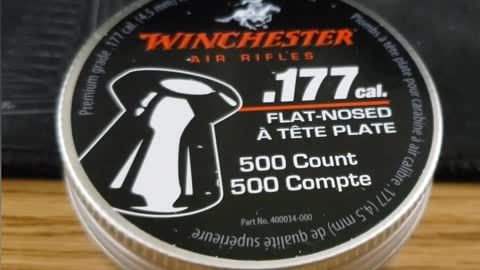 WINCHESTER
AIR RIFLES
.177 cal.
FLAT-NOSED
À TÊTE PLATE
500 Count
500 Compte
Part No. 400034-000
Premium grade .177 cal. (4,5 mm)
Plombs à tête plate pour carabine à air calibre .177 (4,5 mm) de qualité supérieure